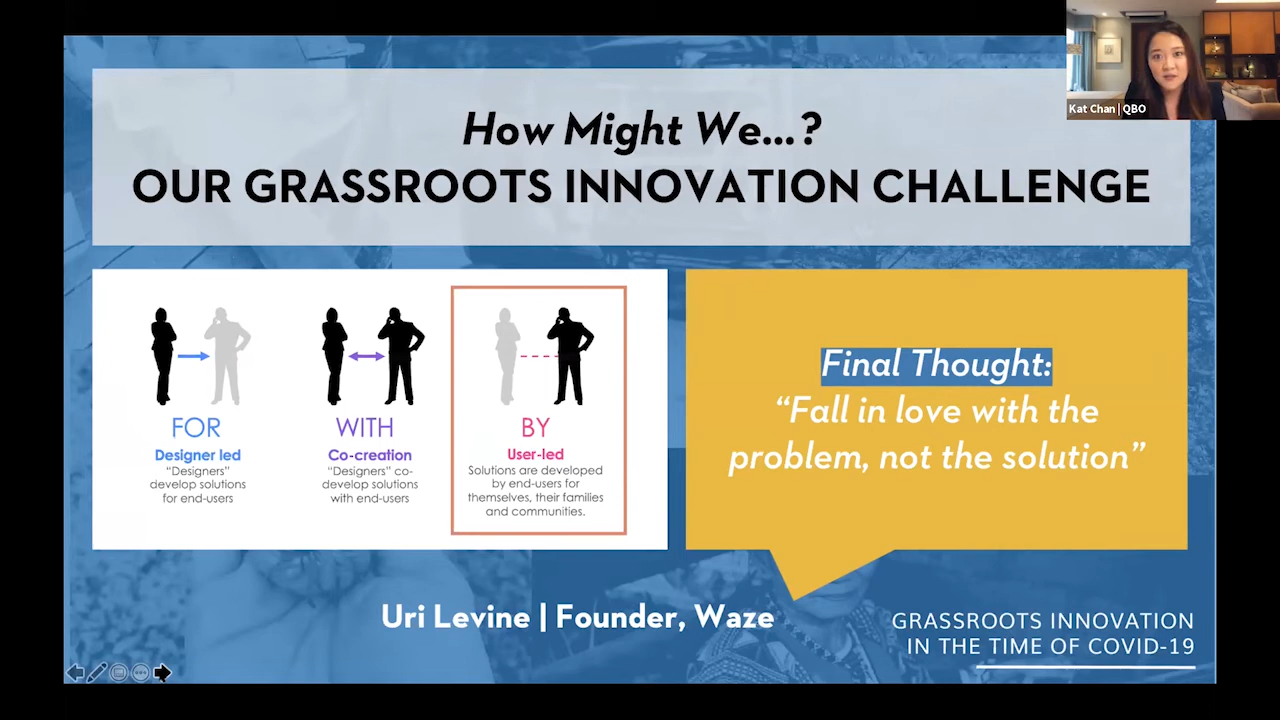 Kat Chan | QBO
How Might We...?
OUR GRASSROOTS INNOVATION CHALLENGE
FOR
Designer led
"Designers"
develop solutions
for end-users
WITH
Co-creation
"Designers" co-
develop solutions
with end-users
BY
User-led
Solutions are developed
by end-users for
themselves, their families
and communities.
Final Thought:
“Fall in love with the
problem, not the solution”
Uri Levine | Founder, Waze
GRASSROOTS INNOVATION
IN THE TIME OF COVID-19